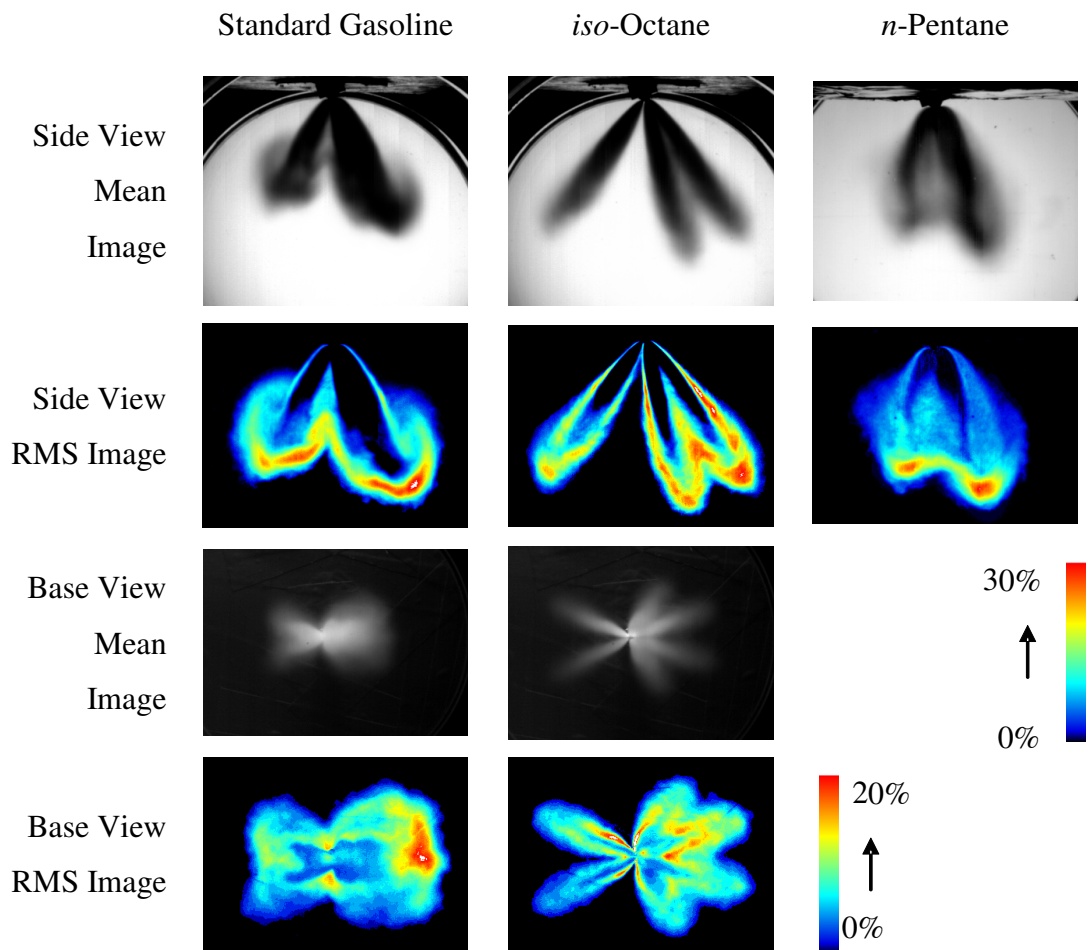 Standard Gasoline iso-Octane n-Pentane
Side View
Mean
Image
Side View
RMS Image
Base View
Mean
Image
30%
0%
Base View
RMS Image
20%
0%